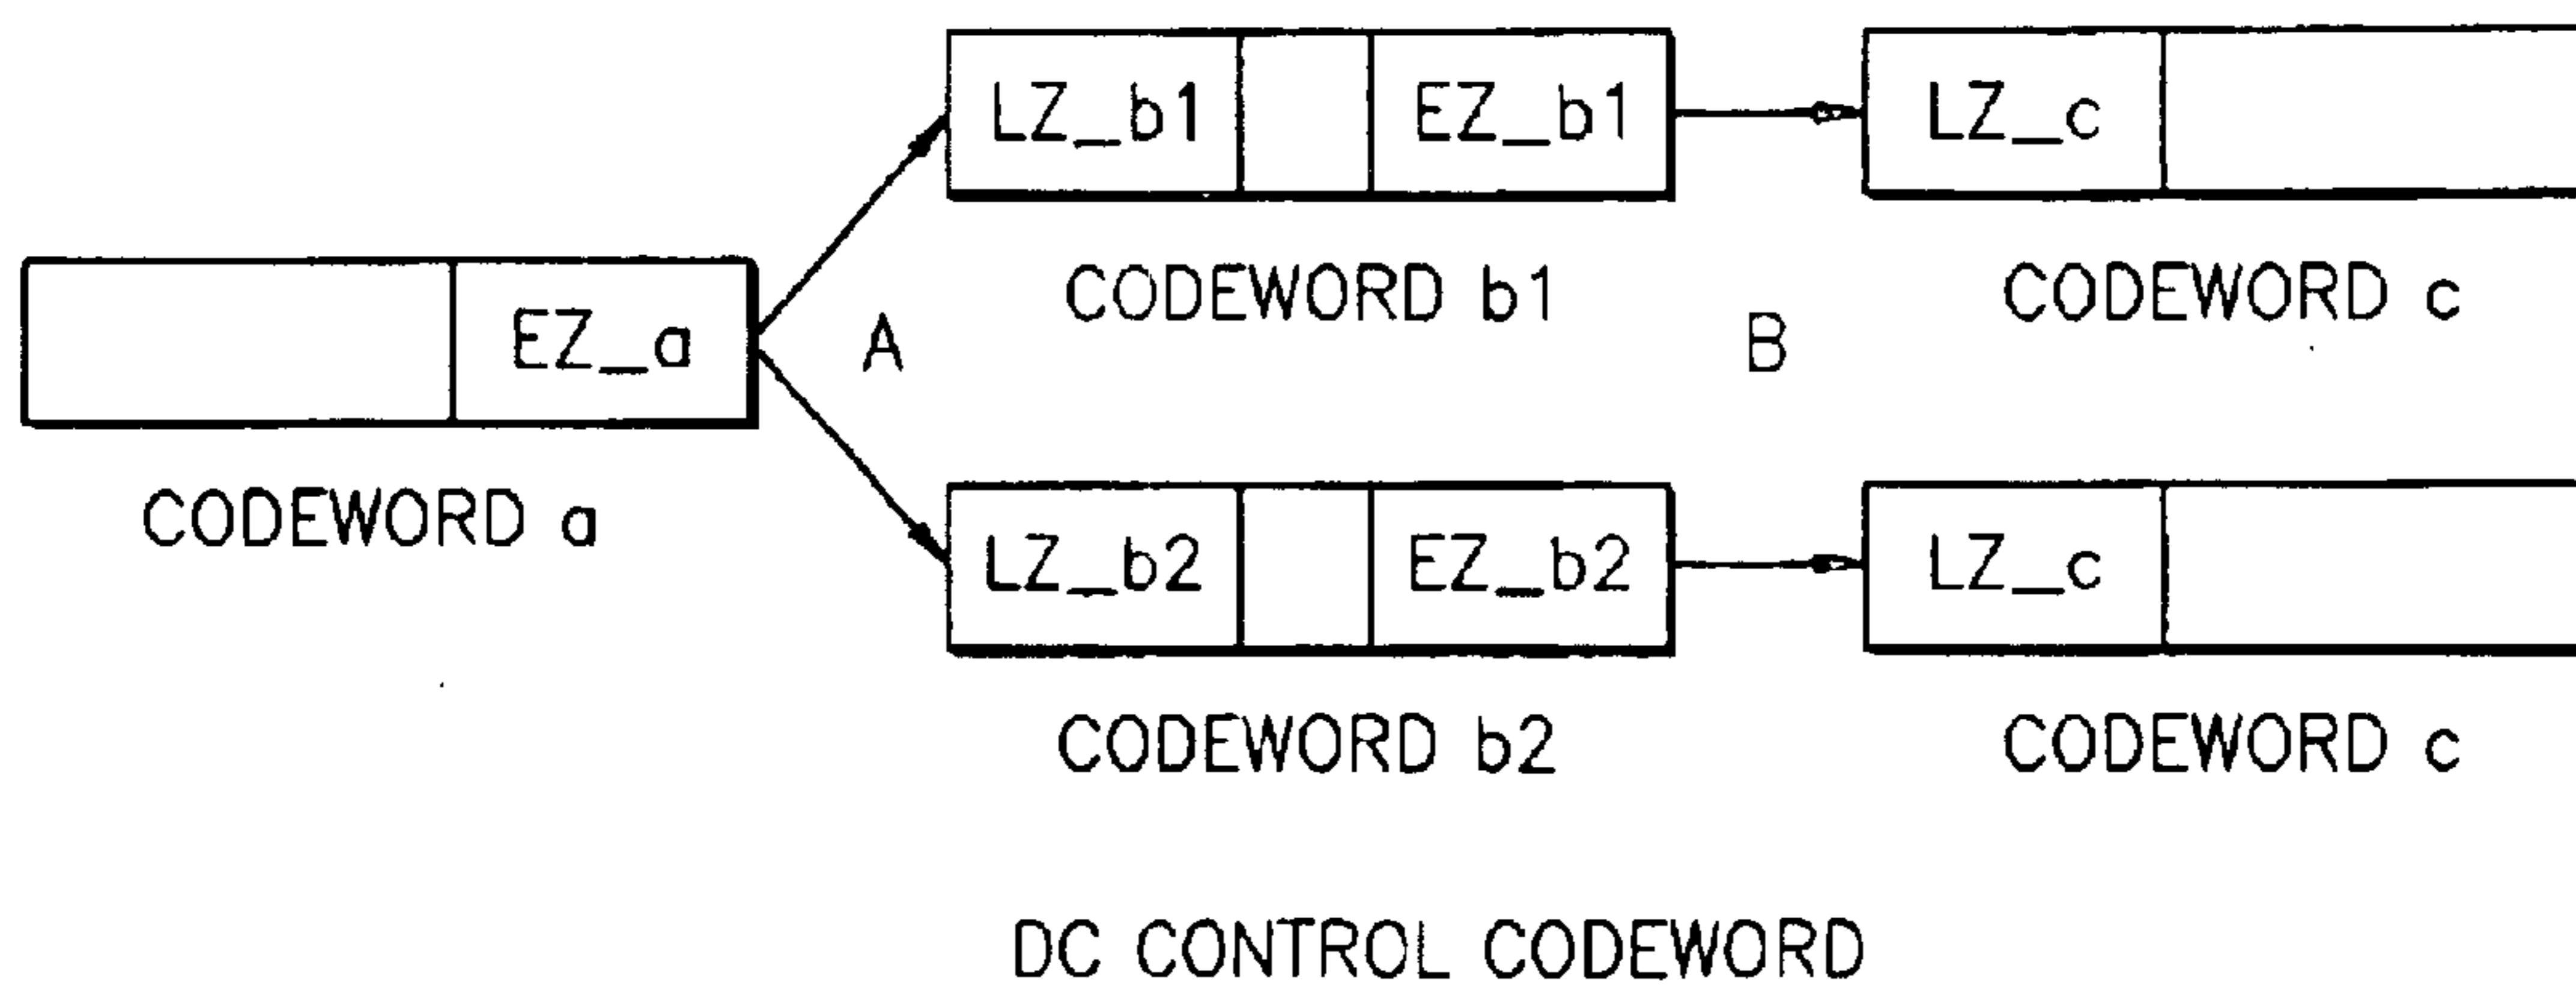 LZ_b1 EZ_b1 LZ_c
CODEWORD b1 CODEWORD c
EZ_a A B
CODEWORD a
LZ_b2 EZ_b2 LZ_c
CODEWORD b2 CODEWORD c
DC CONTROL CODEWORD